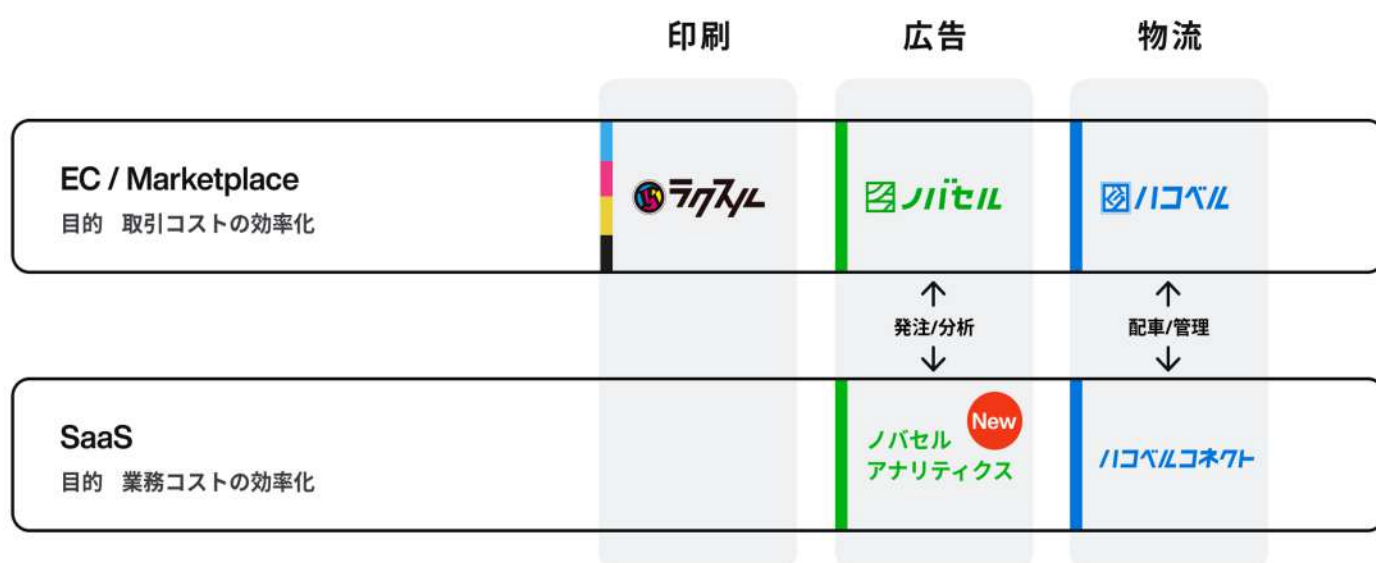 印刷
広告
物流
EC / Marketplace
目的 取引コストの効率化
ラクスル
ノバセル
ハコベル
↑
発注/分析
↓
↑
配車/管理
↓
SaaS
目的 業務コストの効率化
ノバセル
アナリティクス
New
ハコベルコネクト